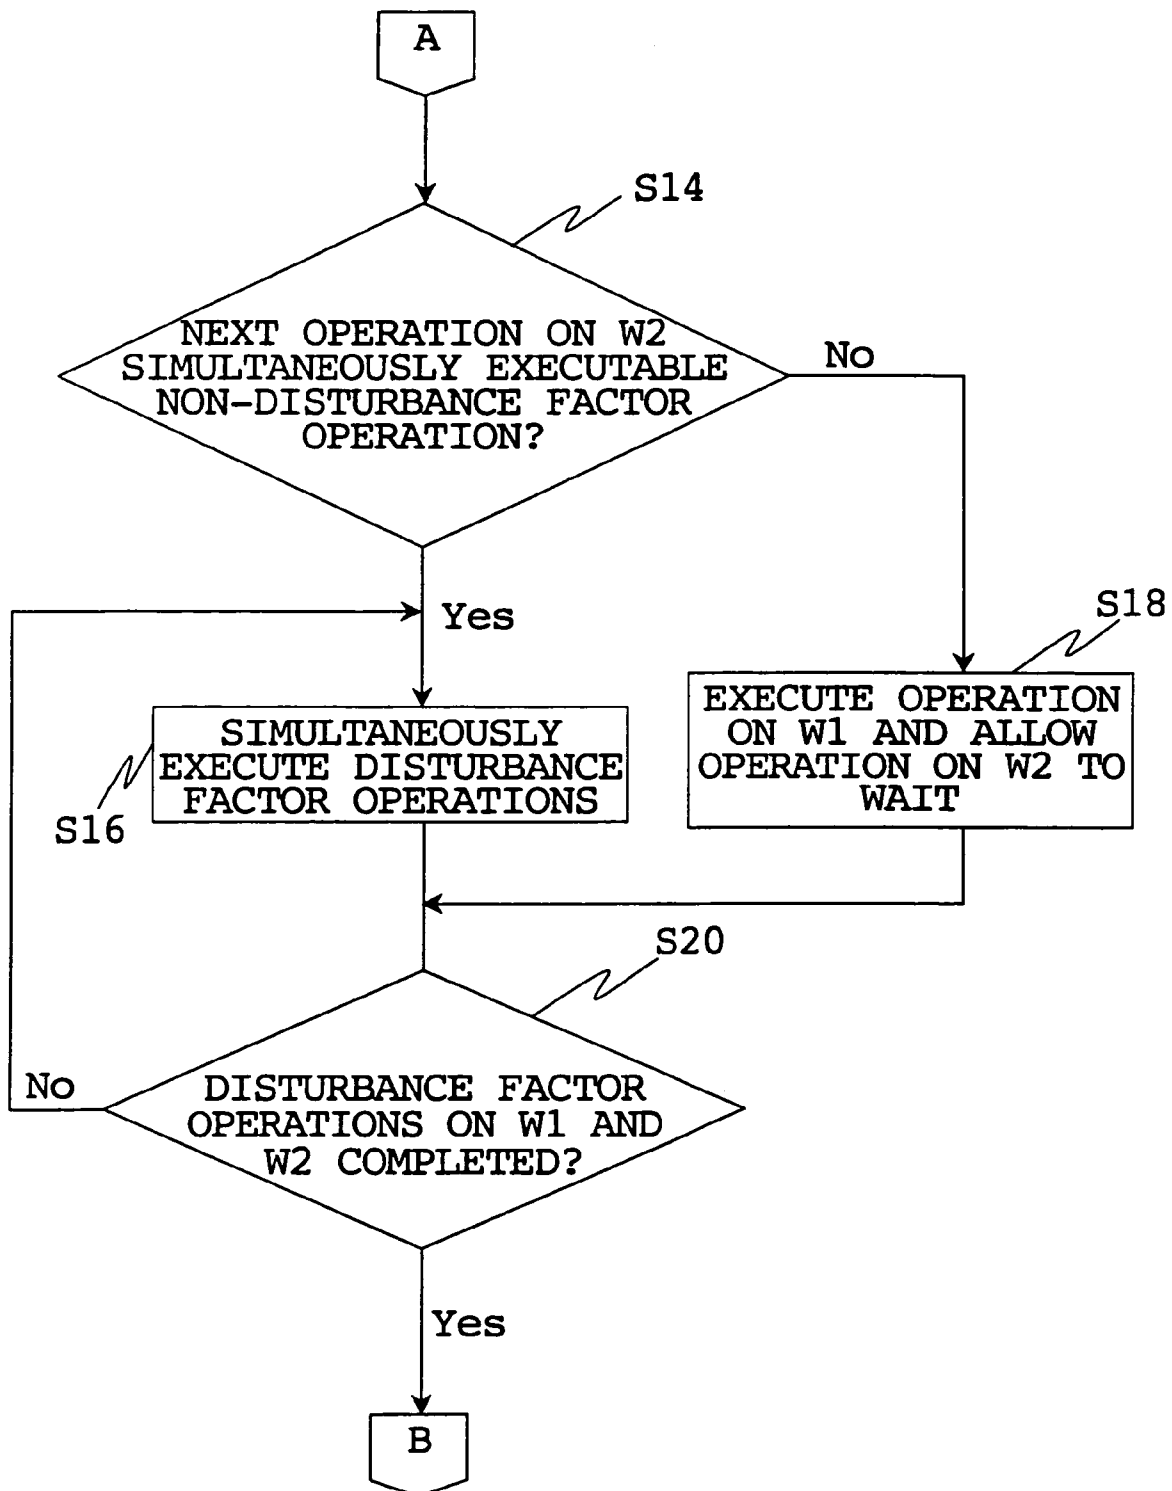 A
S14
NEXT OPERATION ON W2
SIMULTANEOUSLY EXECUTABLE
NON-DISTURBANCE FACTOR
OPERATION?
No
Yes
S18
EXECUTE OPERATION
ON W1 AND ALLOW
OPERATION ON W2 TO
WAIT
SIMULTANEOUSLY
EXECUTE DISTURBANCE
FACTOR OPERATIONS
S16
S20
No
DISTURBANCE FACTOR
OPERATIONS ON W1 AND
W2 COMPLETED?
Yes
B